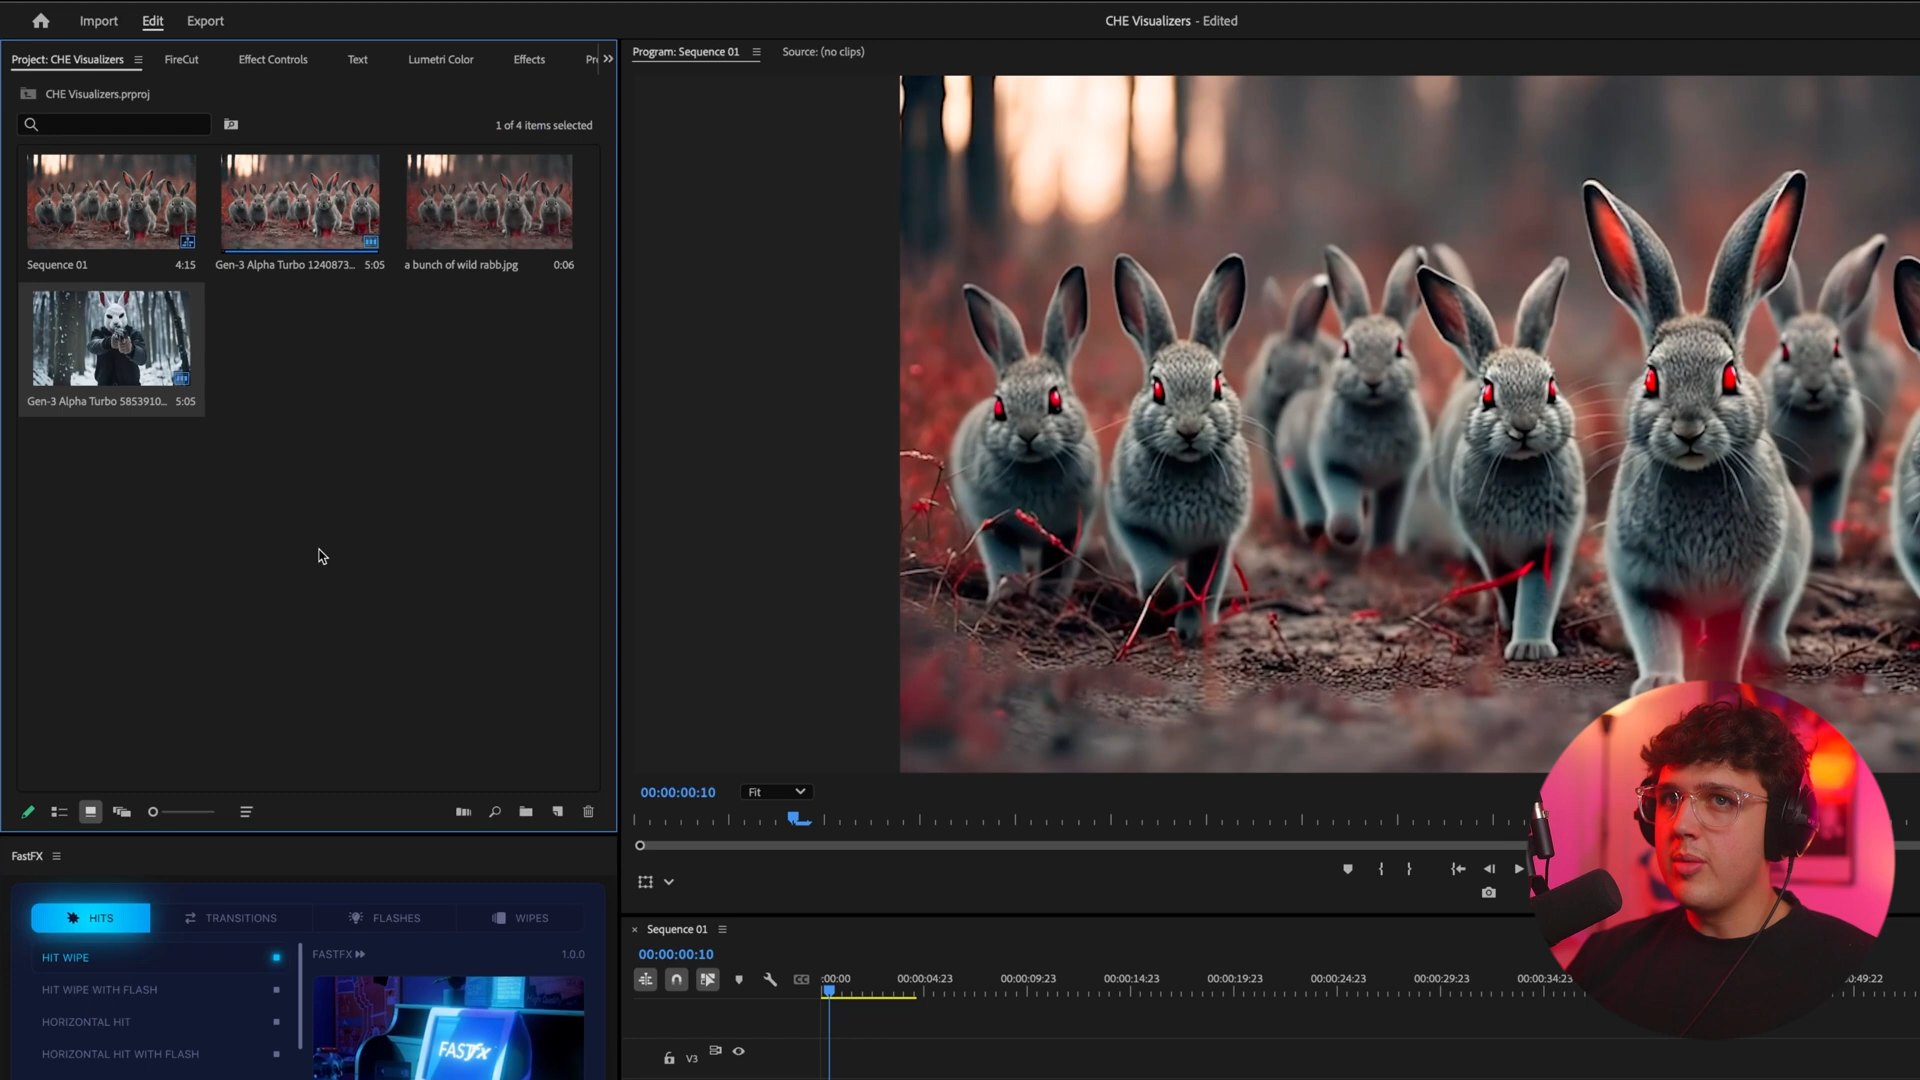 Import Edit Export
CHE Visualizers - Edited
Project: CHE Visualizers FireCut Effect Controls Text Lumetri Color Effects
Program: Sequence 01 Source: (no clips)
CHE Visualizers.prproj
1 of 4 items selected
Sequence 01 4:15
Gen-3 Alpha Turbo 1240873... 5:05
a bunch of wild rabb.jpg 0:06
Gen-3 Alpha Turbo 5853910... 5:05
00:00:00:10 Fit
FastFX
HITS TRANSITIONS FLASHES WIPES
HIT WIPE
HIT WIPE WITH FLASH
HORIZONTAL HIT
HORIZONTAL HIT WITH FLASH
FASTFX 1.0.0
FASTFX
× Sequence 01
00:00:00:10
:00:00 00:00:04:23 00:00:09:23 00:00:14:23 00:00:19:23 00:00:24:23 00:00:29:23 00:00:34:23 :49:22
CC
V3